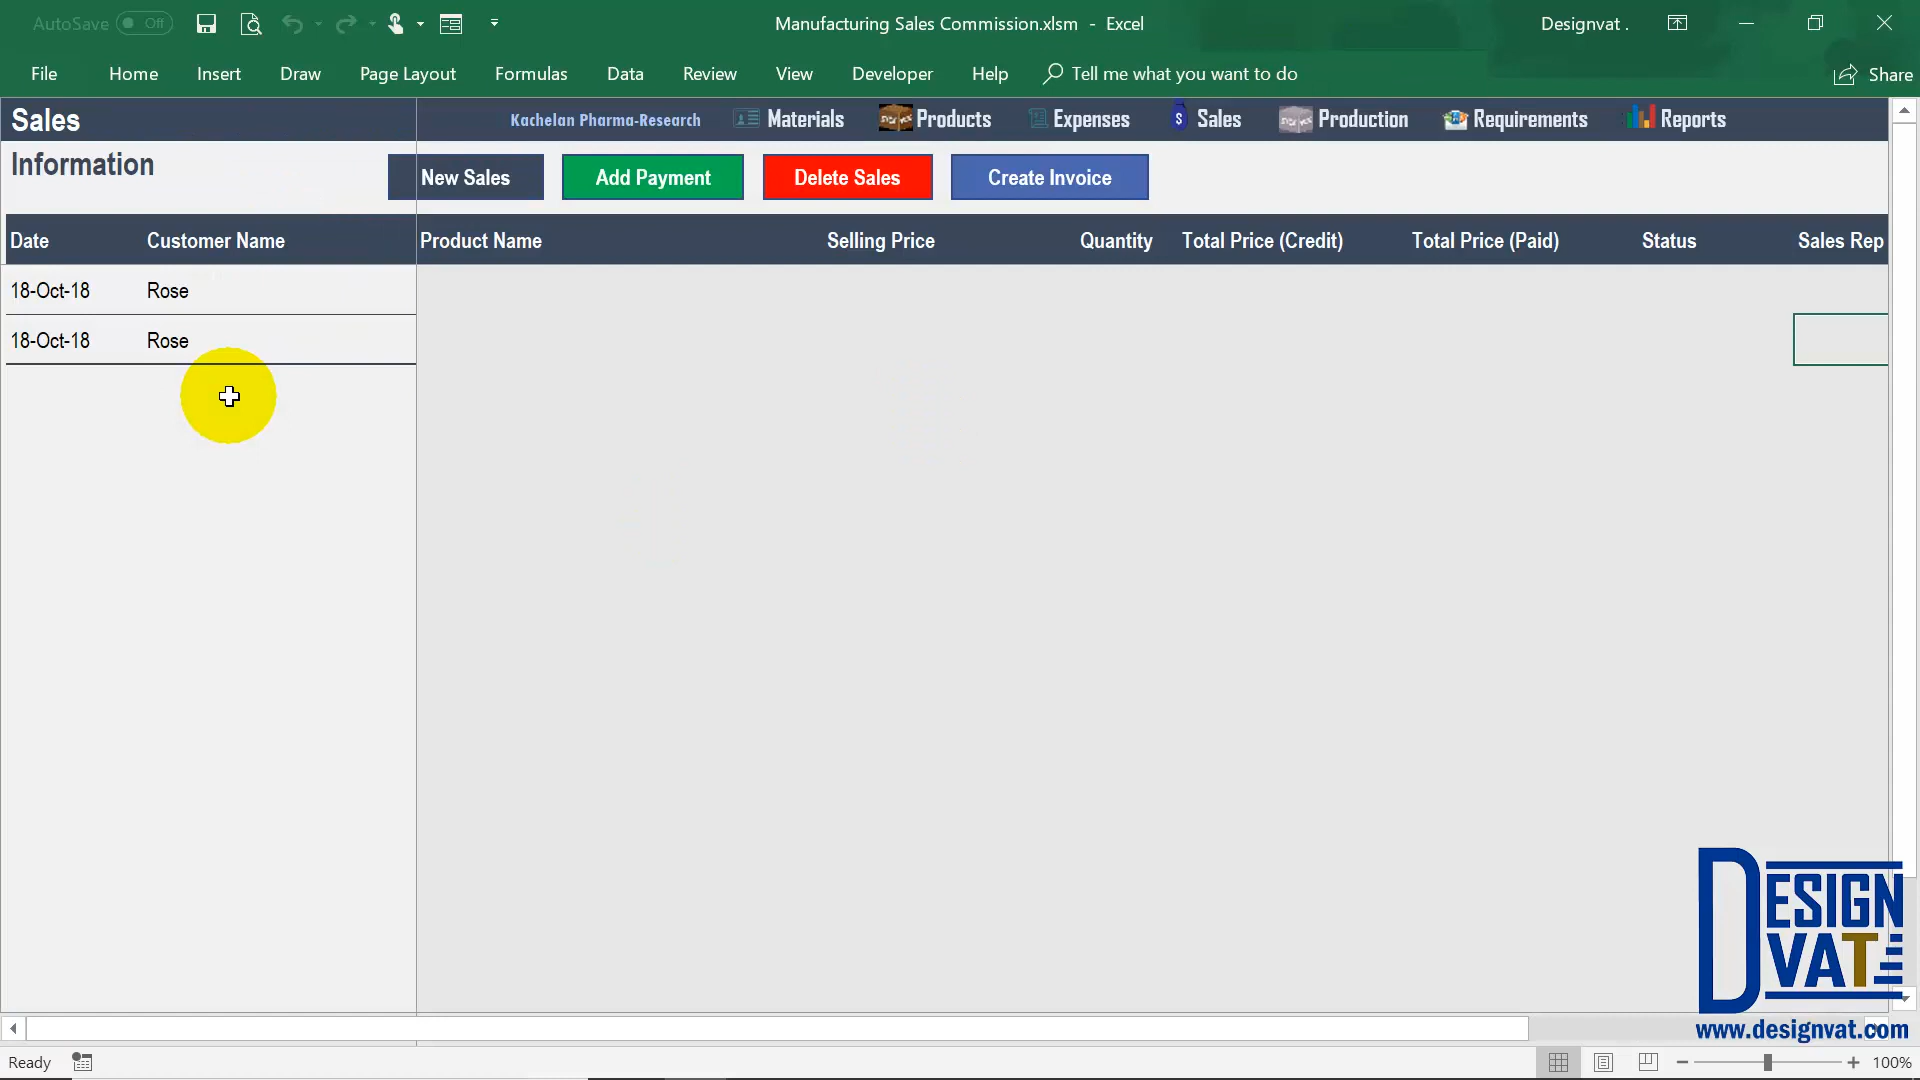 AutoSave Off
Manufacturing Sales Commission.xlsm - Excel
Designvat .
File Home Insert Draw Page Layout Formulas Data Review View Developer Help Tell me what you want to do Share
Sales Kachelan Pharma-Research Materials Products Expenses $ Sales Production Requirements Reports
Information
New Sales Add Payment Delete Sales Create Invoice
Date Customer Name Product Name Selling Price Quantity Total Price (Credit) Total Price (Paid) Status Sales Rep
18-Oct-18 Rose
18-Oct-18 Rose
DESIGN
VAT
www.designvat.com
Ready 100%